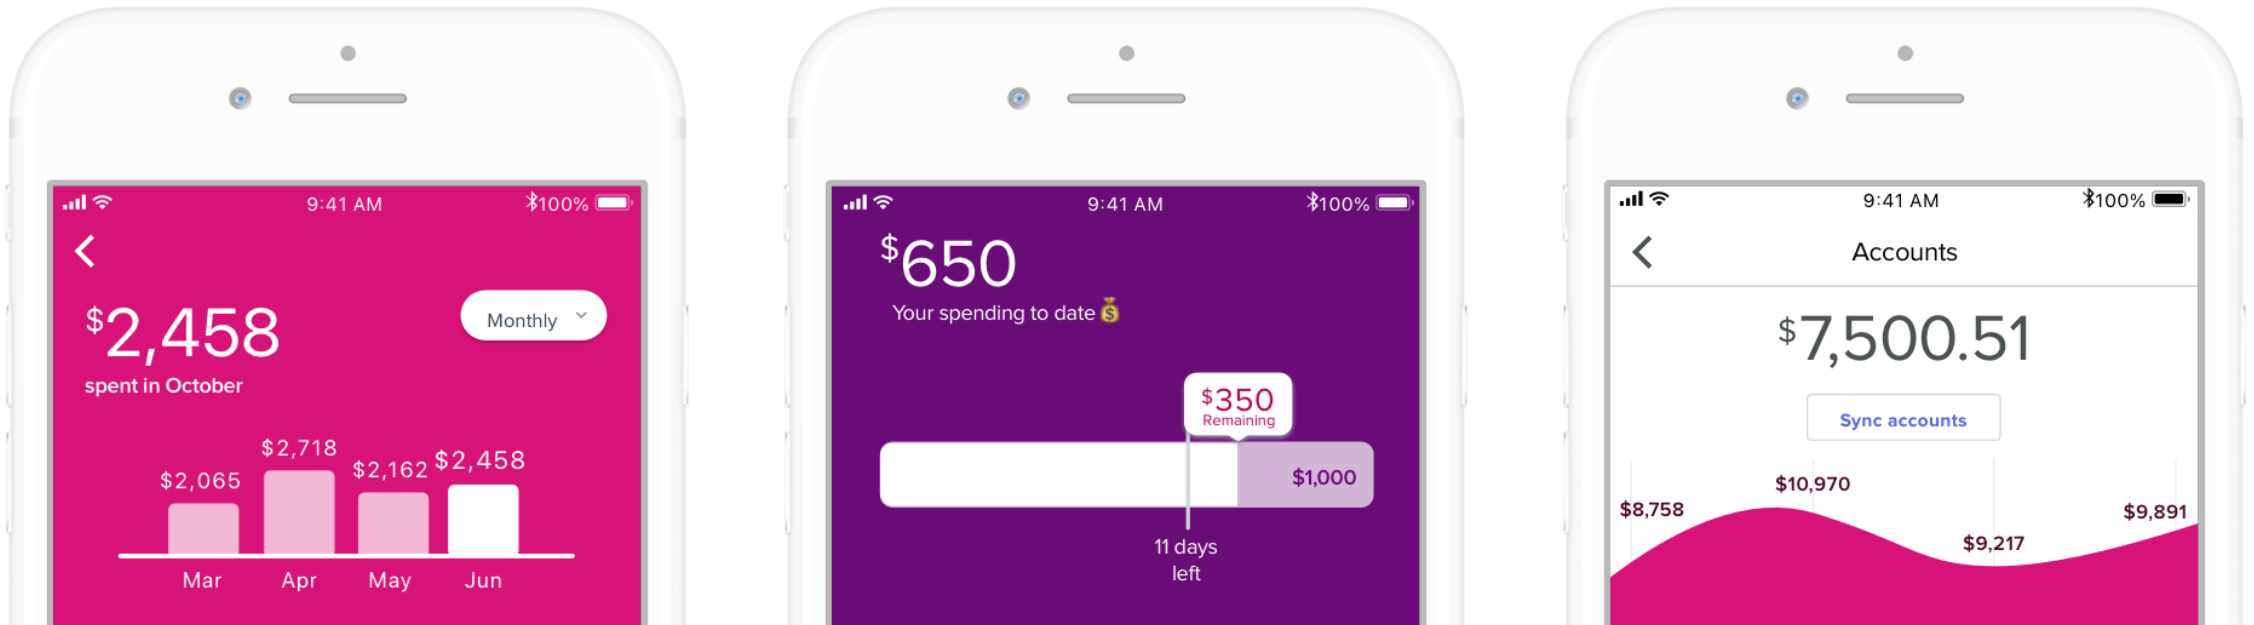 9:41 AM
100%
$2,458
Monthly
spent in October
$2,065
$2,718
$2,162
$2,458
Mar
Apr
May
Jun
9:41 AM
100%
$650
Your spending to date
$350
Remaining
$1,000
11 days
left
9:41 AM
100%
Accounts
$7,500.51
Sync accounts
$8,758
$10,970
$9,217
$9,891